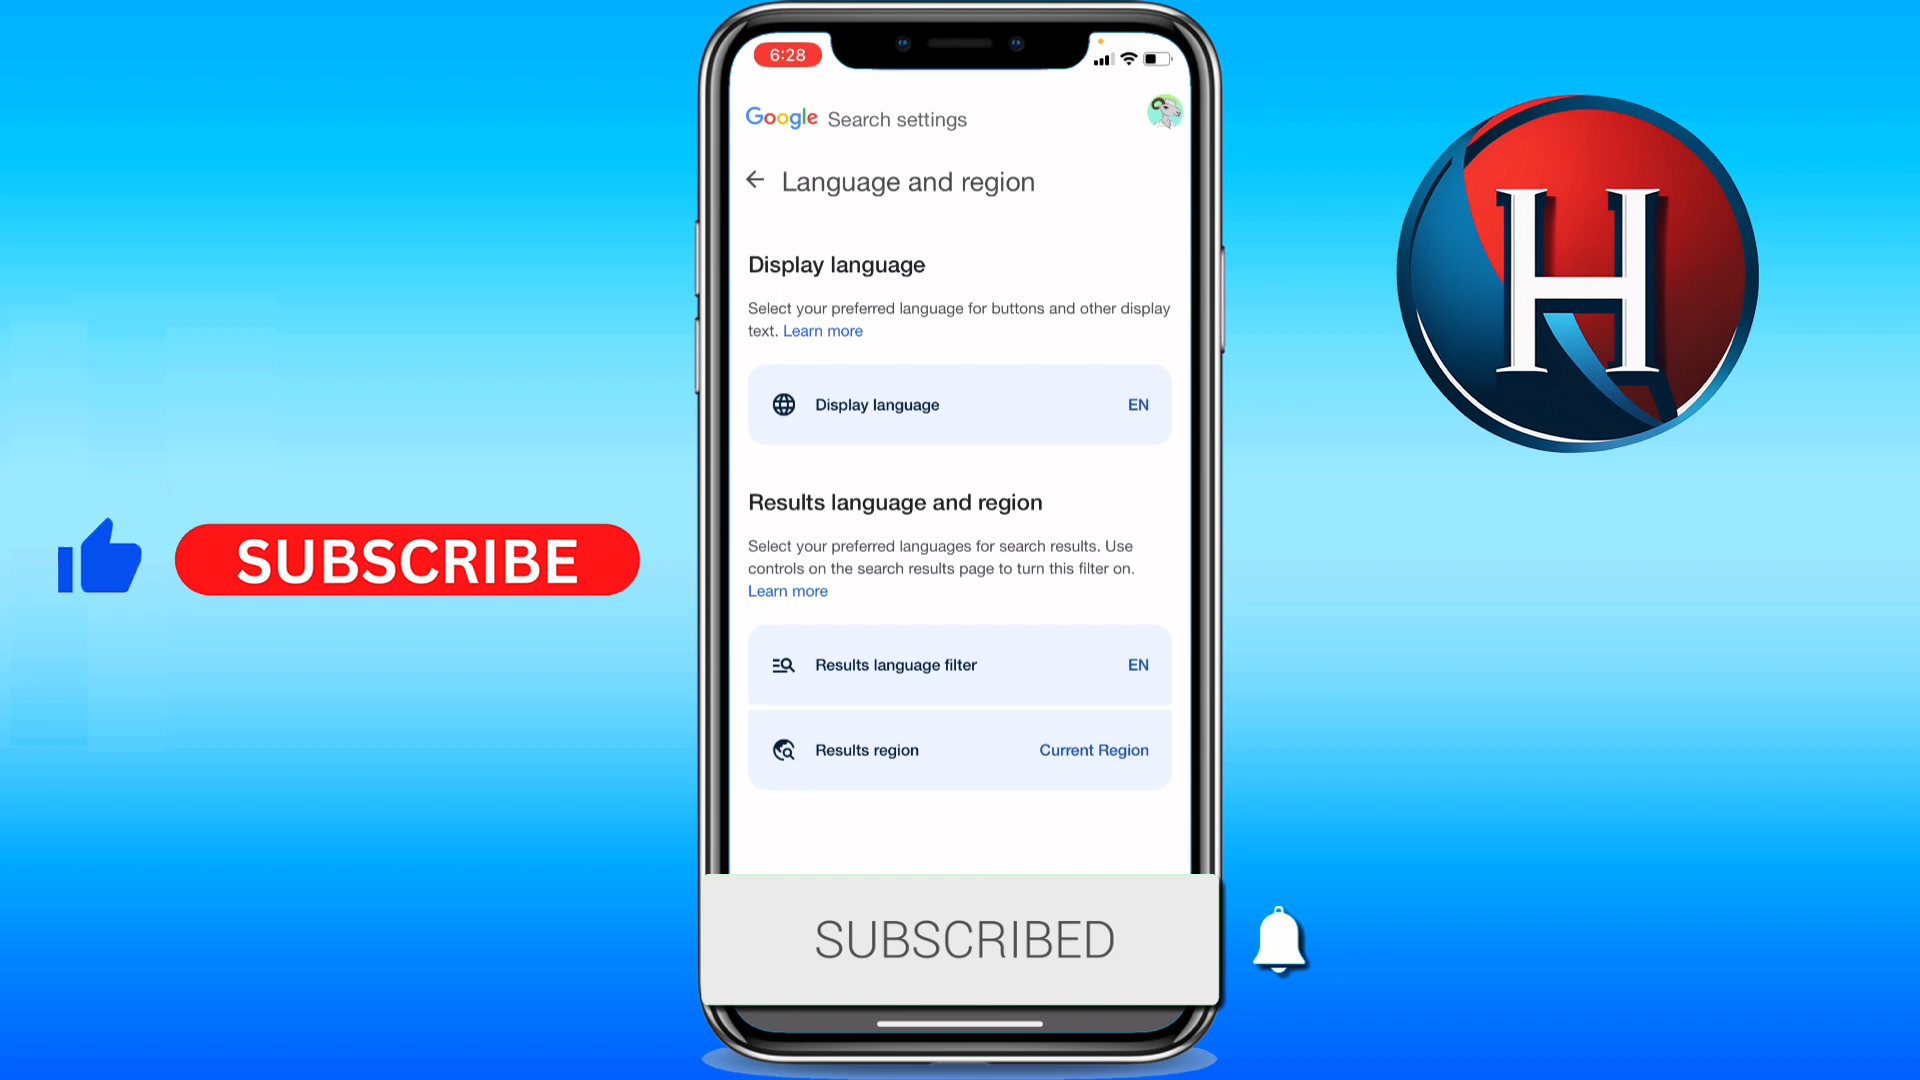 6:28
Google Search settings
Language and region
Display language
Select your preferred language for buttons and other display
text. Learn more
Display language EN
Results language and region
Select your preferred languages for search results. Use
controls on the search results page to turn this filter on.
Learn more
Results language filter EN
Results region Current Region
SUBSCRIBE
SUBSCRIBED
H